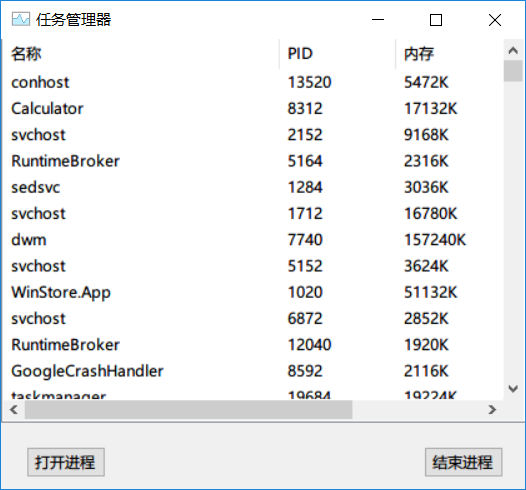 任务管理器
名称 PID 内存
conhost 13520 5472K
Calculator 8312 17132K
svchost 2152 9168K
RuntimeBroker 5164 2316K
sedsvc 1284 3036K
svchost 1712 16780K
dwm 7740 157240K
svchost 5152 3624K
WinStore.App 1020 51132K
svchost 6872 2852K
RuntimeBroker 12040 1920K
GoogleCrashHandler 8592 2116K
taskmanager 19684 19224K
打开进程 结束进程